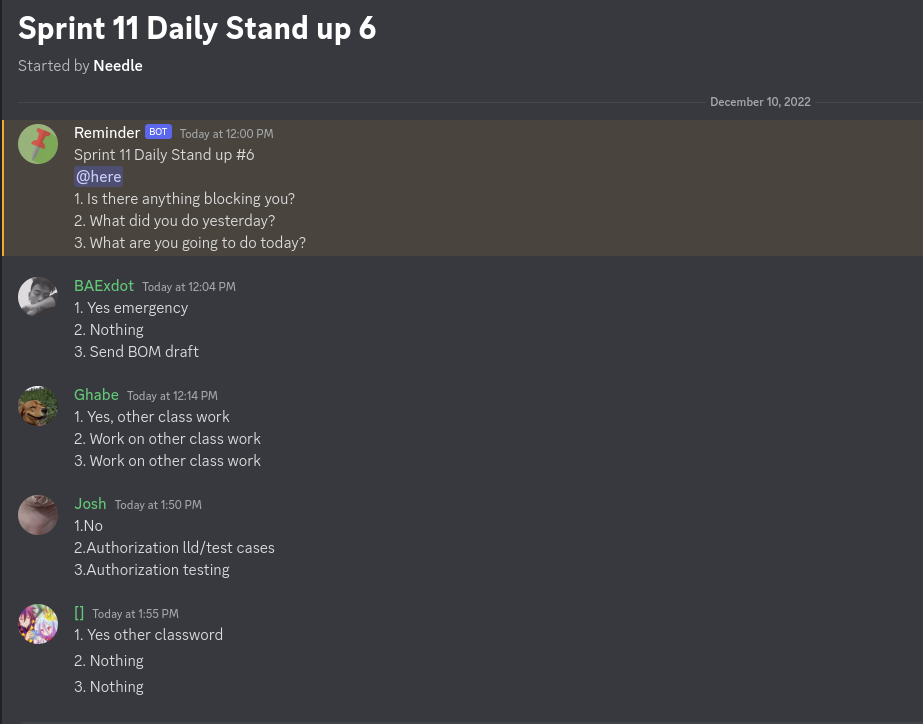 Sprint 11 Daily Stand up 6
Started by Needle
December 10, 2022
Reminder BOT Today at 12:00 PM
Sprint 11 Daily Stand up #6
@here
1. Is there anything blocking you?
2. What did you do yesterday?
3. What are you going to do today?
BAExdot Today at 12:04 PM
1. Yes emergency
2. Nothing
3. Send BOM draft
Ghabe Today at 12:14 PM
1. Yes, other class work
2. Work on other class work
3. Work on other class work
Josh Today at 1:50 PM
1.No
2.Authorization lld/test cases
3.Authorization testing
[] Today at 1:55 PM
1. Yes other classword
2. Nothing
3. Nothing